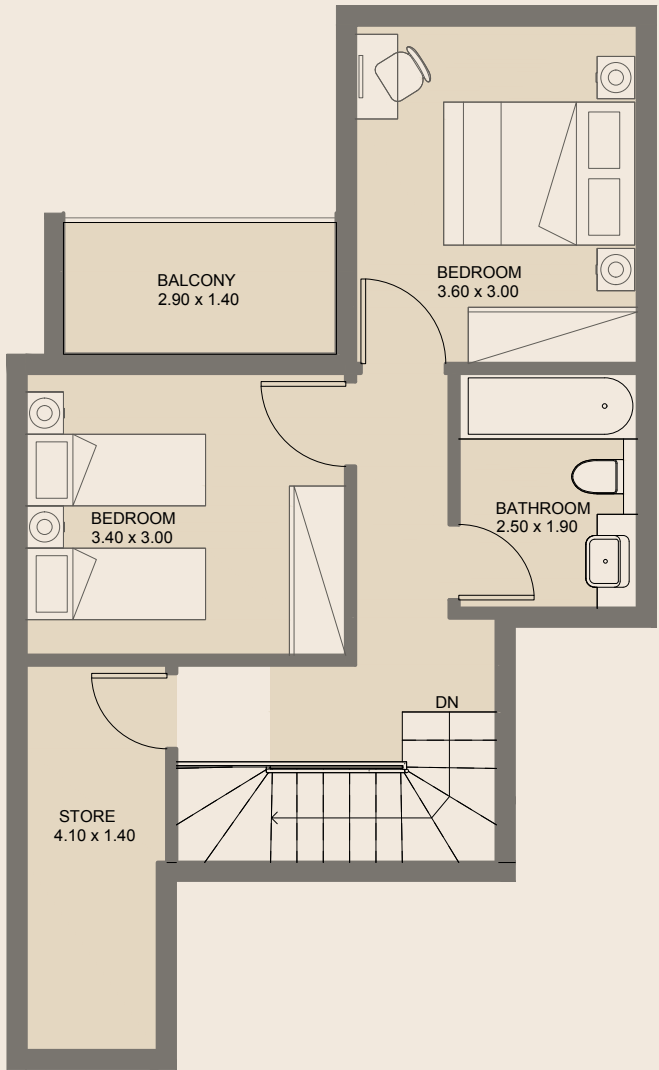 BEDROOM
3.60 x 3.00
BALCONY
2.90 x 1.40
BATHROOM
2.50 x 1.90
BEDROOM
3.40 x 3.00
DN
STORE
4.10 x 1.40